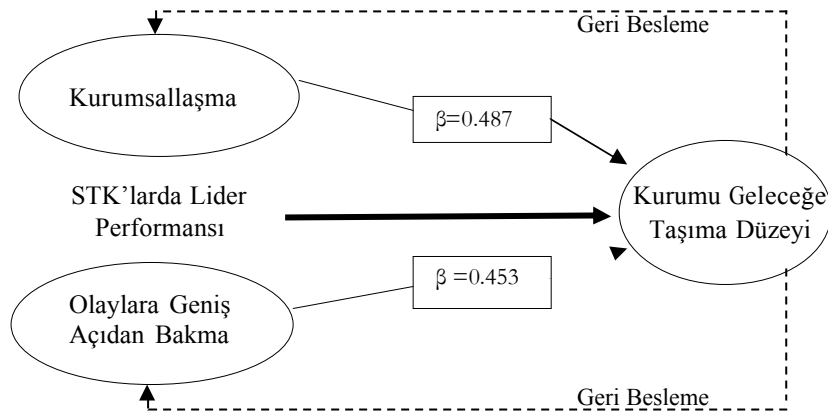 Geri Besleme
Kurumsallaşma
β=0.487
STK’larda Lider
Performansı
Kurumu Geleceğe
Taşıma Düzeyi
β =0.453
Olaylara Geniş
Açıdan Bakma
Geri Besleme